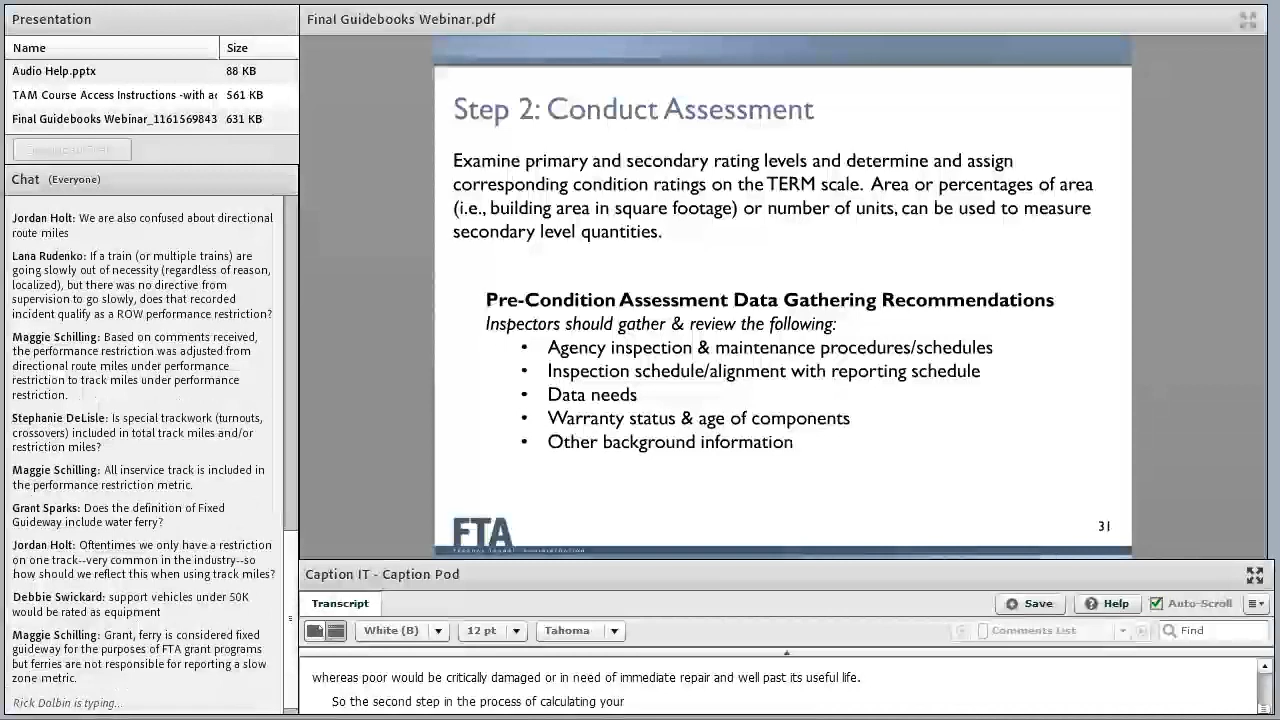 Presentation
Name
Size
Audio Help.pptx
88 KB
TAM Course Access Instructions -with ac
561 KB
Final Guidebooks Webinar_1161569843
631 KB
Chat (Everyone)
Jordan Holt: We are also confused about directional
route miles
Lana Rudenko: If a train (or multiple trains) are
going slowly out of necessity (regardless of reason,
localized), but there was no directive from
supervision to go slowly, does that recorded
incident qualify as a ROW performance restriction?
Maggie Schilling: Based on comments received,
the performance restriction was adjusted from
directional route miles under performance
restriction to track miles under performance
restriction.
Stephanie DeLisle: Is special trackwork (turnouts,
crossovers) included in total track miles and/or
restriction miles?
Maggie Schilling: All inservice track is included in
the performance restriction metric.
Grant Sparks: Does the definition of Fixed
Guideway include water ferry?
Jordan Holt: Oftentimes we only have a restriction
on one track--very common in the industry--so
how should we reflect this when using track miles?
Debbie Swickard: support vehicles under 50K
would be rated as equipment
Maggie Schilling: Grant, ferry is considered fixed
guideway for the purposes of FTA grant programs
but ferries are not responsible for reporting a slow
zone metric.
Rick Dolbin is typing...
Final Guidebooks Webinar.pdf
Step 2: Conduct Assessment
Examine primary and secondary rating levels and determine and assign
corresponding condition ratings on the TERM scale. Area or percentages of area
(i.e., building area in square footage) or number of units, can be used to measure
secondary level quantities.
Pre-Condition Assessment Data Gathering Recommendations
Inspectors should gather & review the following:
• Agency inspection & maintenance procedures/schedules
• Inspection schedule/alignment with reporting schedule
• Data needs
• Warranty status & age of components
• Other background information
FTA
31
Caption IT - Caption Pod
Transcript
Save
Help
Auto-Scroll
White (B)
12 pt
Tahoma
Comments List
Find
whereas poor would be critically damaged or in need of immediate repair and well past its useful life.
So the second step in the process of calculating your